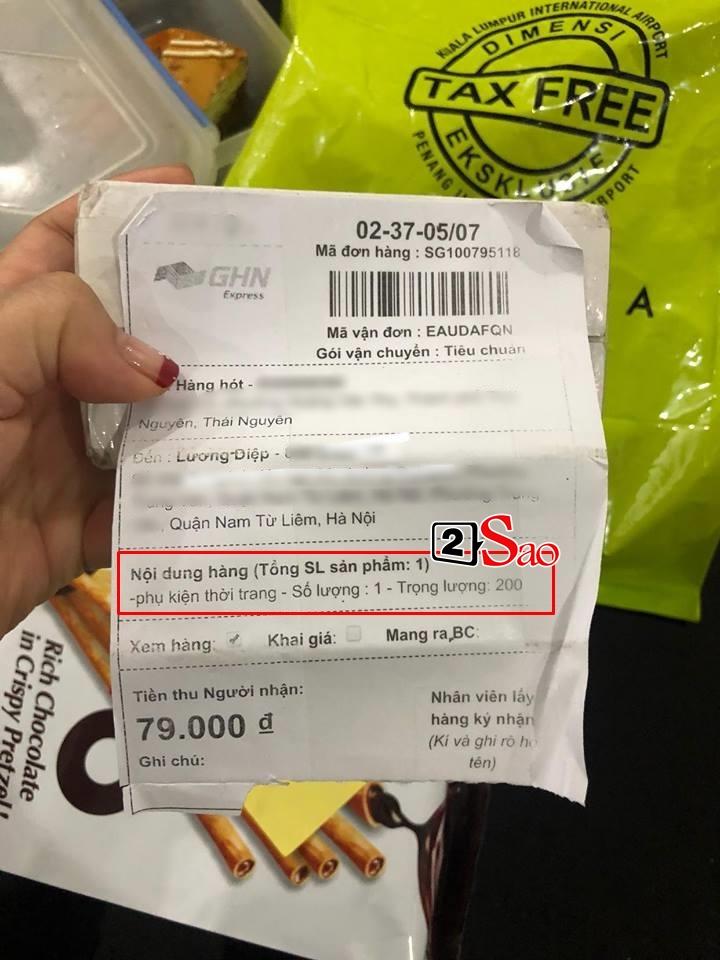 KUALA LUMPUR INTERNATIONAL AIRPORT
DIMENSI
TAX FREE
EKSKLUSIF
PENANG
AIRPORT
A
02-37-05/07
Mã đơn hàng : SG100795118
GHN
Express
Mã vận đơn : EAUDAFQN
Gói vận chuyển : Tiêu chuẩn
Hàng hót -
Nguyên, Thái Nguyên
Đến : Lương Diệp -
Quận Nam Từ Liêm, Hà Nội
2Sao
Nội dung hàng (Tổng SL sản phẩm: 1)
-phụ kiện thời trang - Số lượng : 1 - Trọng lượng: 200
Xem hàng: ✓ Khai giá: Mang ra BC:
Tiền thu Người nhận:
79.000 đ
Ghi chú:
Nhân viên lấy
hàng ký nhận
(Kí và ghi rõ họ
tên)
Rich Chocolate
in Crispy Pretzel